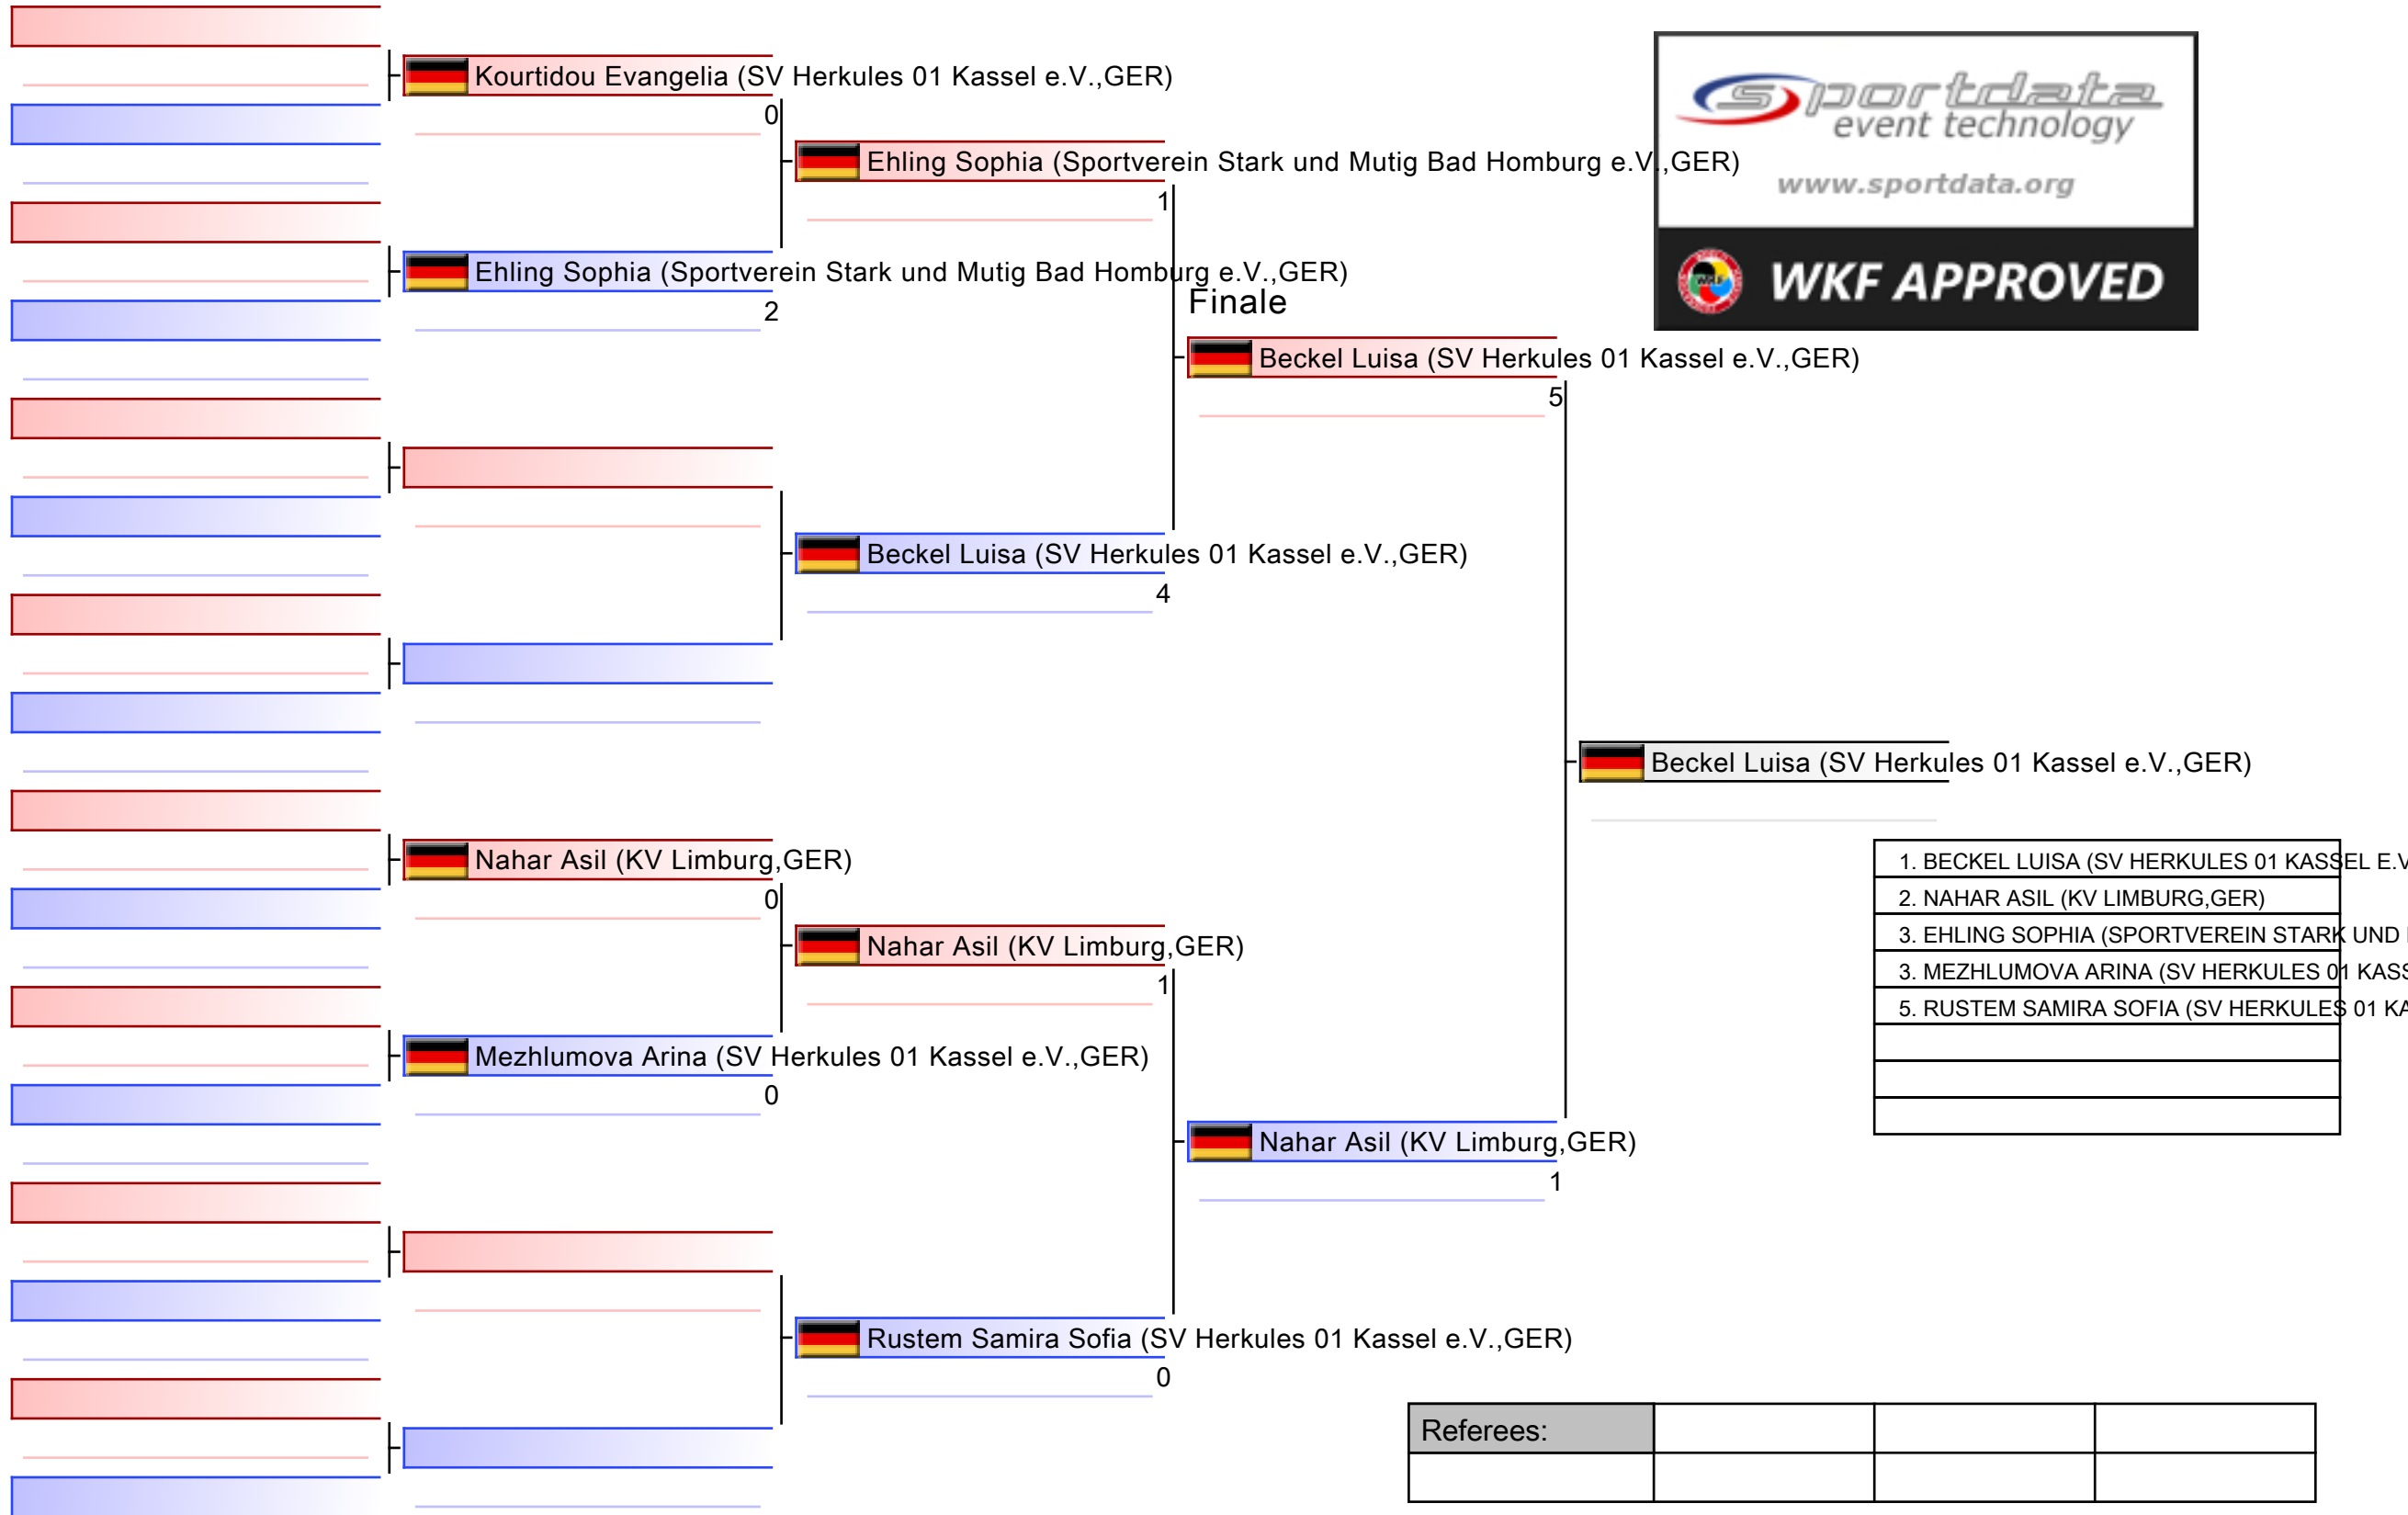 Kourtidou Evangelia (SV Herkules 01 Kassel e.V.,GER)
0
Ehling Sophia (Sportverein Stark und Mutig Bad Homburg e.V.,GER)
1
Ehling Sophia (Sportverein Stark und Mutig Bad Homburg e.V.,GER)
2
sportdata
event technology
www.sportdata.org
WKF
WKF APPROVED
Finale
Beckel Luisa (SV Herkules 01 Kassel e.V.,GER)
5
Beckel Luisa (SV Herkules 01 Kassel e.V.,GER)
4
Beckel Luisa (SV Herkules 01 Kassel e.V.,GER)
Nahar Asil (KV Limburg,GER)
0
Nahar Asil (KV Limburg,GER)
1
Mezhlumova Arina (SV Herkules 01 Kassel e.V.,GER)
0
Nahar Asil (KV Limburg,GER)
1
Rustem Samira Sofia (SV Herkules 01 Kassel e.V.,GER)
0
1. BECKEL LUISA (SV HERKULES 01 KASSEL E.V
2. NAHAR ASIL (KV LIMBURG,GER)
3. EHLING SOPHIA (SPORTVEREIN STARK UND
3. MEZHLUMOVA ARINA (SV HERKULES 01 KASS
5. RUSTEM SAMIRA SOFIA (SV HERKULES 01 KA
Referees: